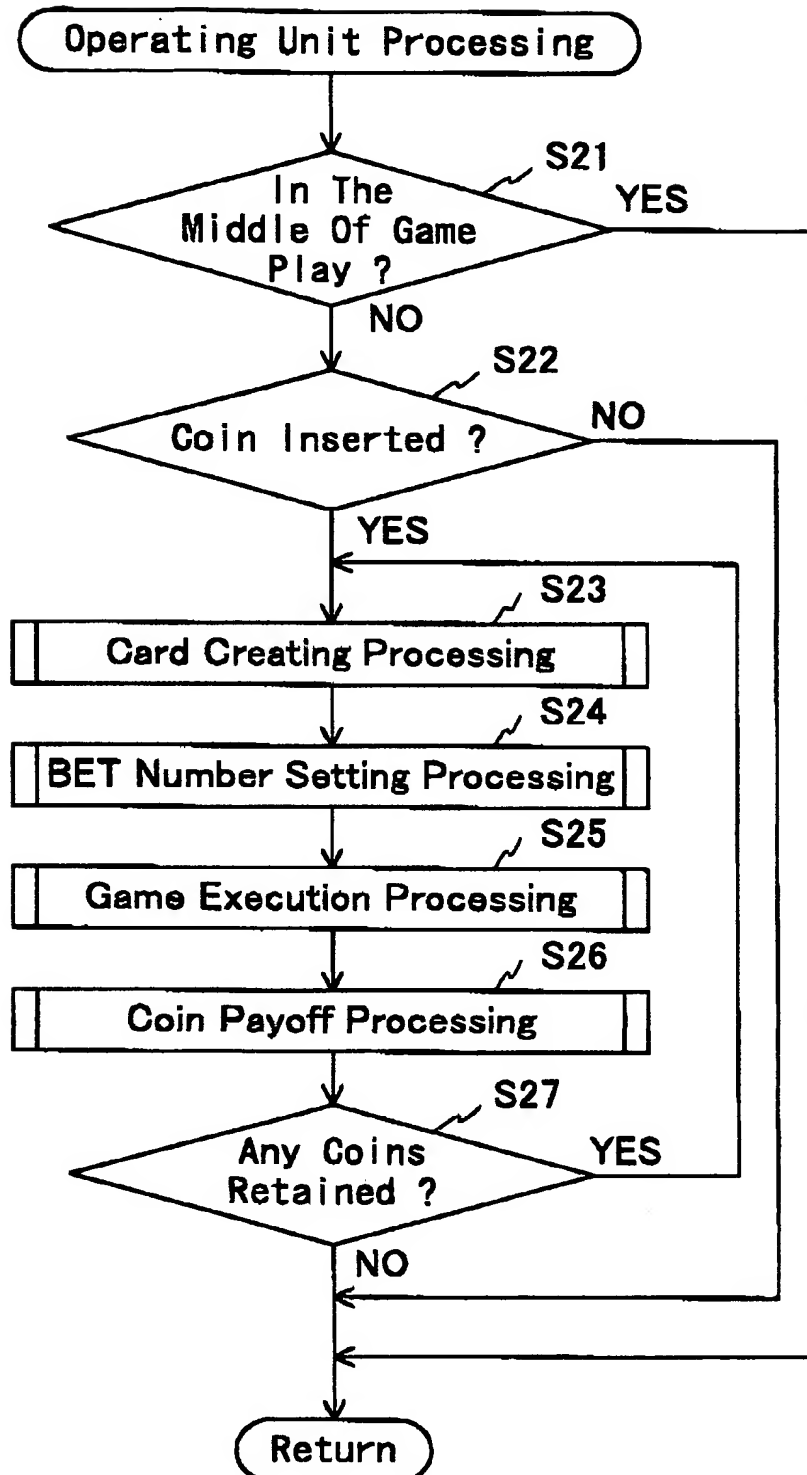 Operating Unit Processing
S21
In The
Middle Of Game
Play ?
YES
NO
S22
Coin Inserted ?
NO
YES
S23
Card Creating Processing
S24
BET Number Setting Processing
S25
Game Execution Processing
S26
Coin Payoff Processing
S27
Any Coins
Retained ?
YES
NO
Return